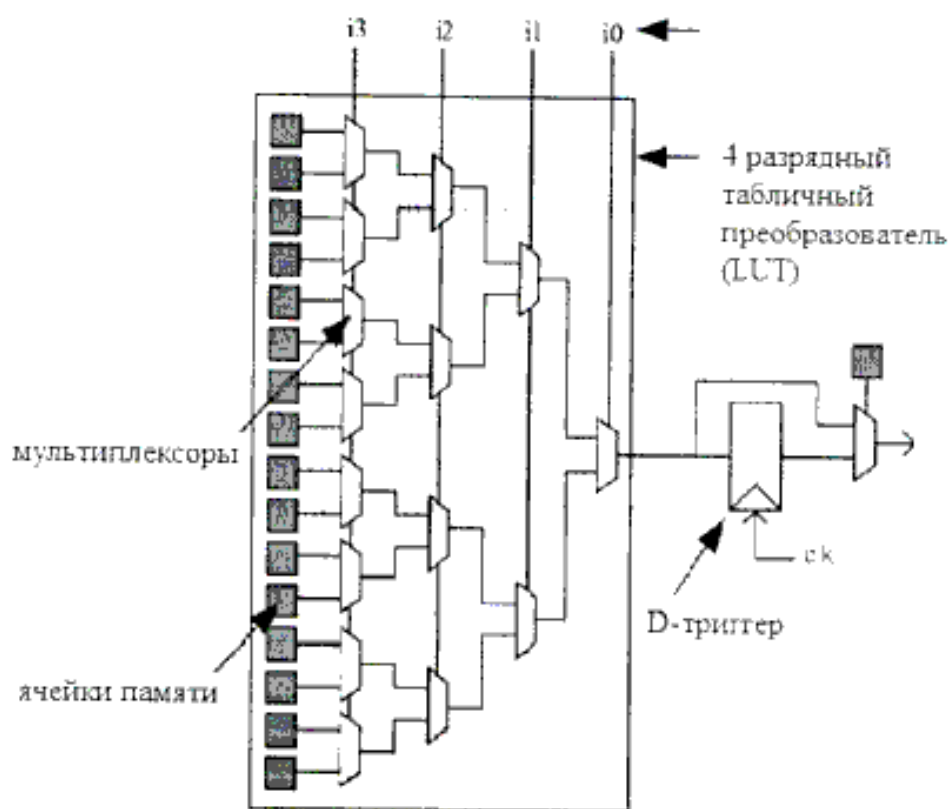 i3 i2 i1 i0
4 разрядный
табличный
преобразователь
(LUT)
мультиплексоры
ck
D-триггер
ячейки памяти